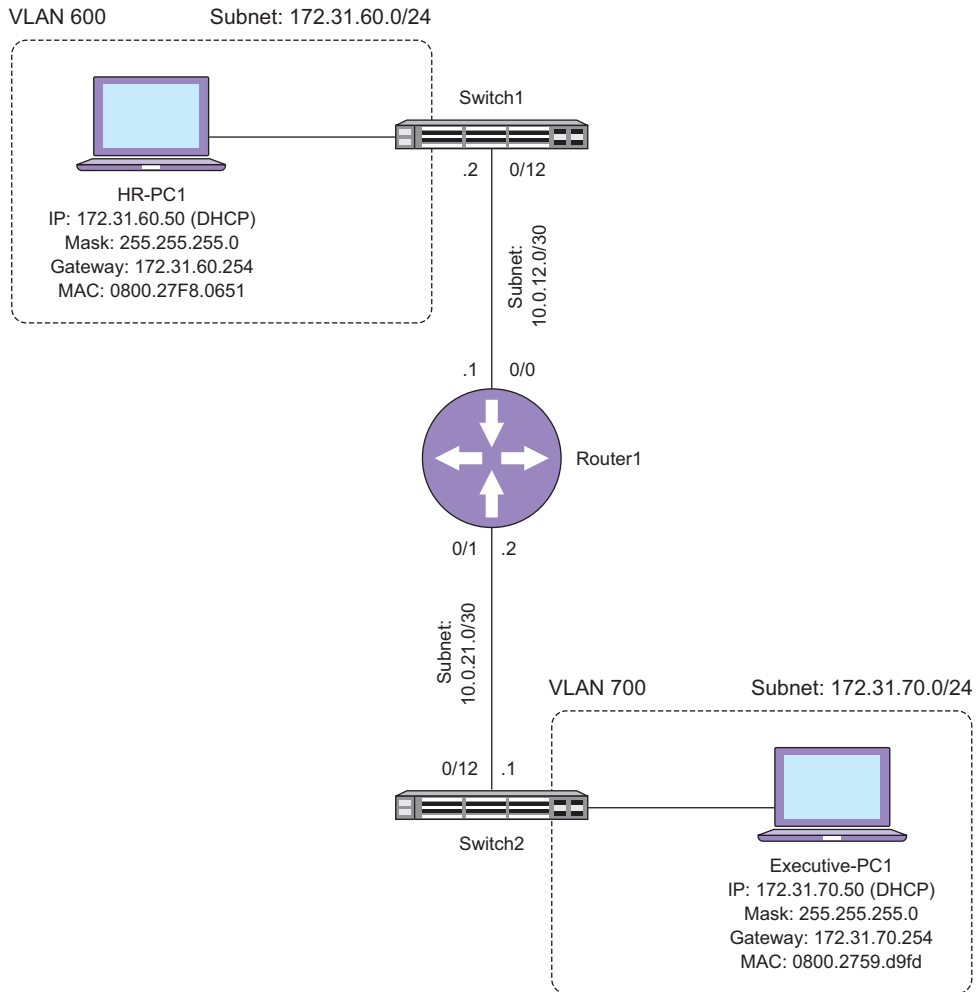 VLAN 600
Subnet: 172.31.60.0/24
Switch1
.2
0/12
HR-PC1
IP: 172.31.60.50 (DHCP)
Mask: 255.255.255.0
Gateway: 172.31.60.254
MAC: 0800.27F8.0651
Subnet:
10.0.12.0/30
.1
0/0
Router1
0/1
.2
Subnet:
10.0.21.0/30
VLAN 700
Subnet: 172.31.70.0/24
0/12
.1
Switch2
Executive-PC1
IP: 172.31.70.50 (DHCP)
Mask: 255.255.255.0
Gateway: 172.31.70.254
MAC: 0800.2759.d9fd